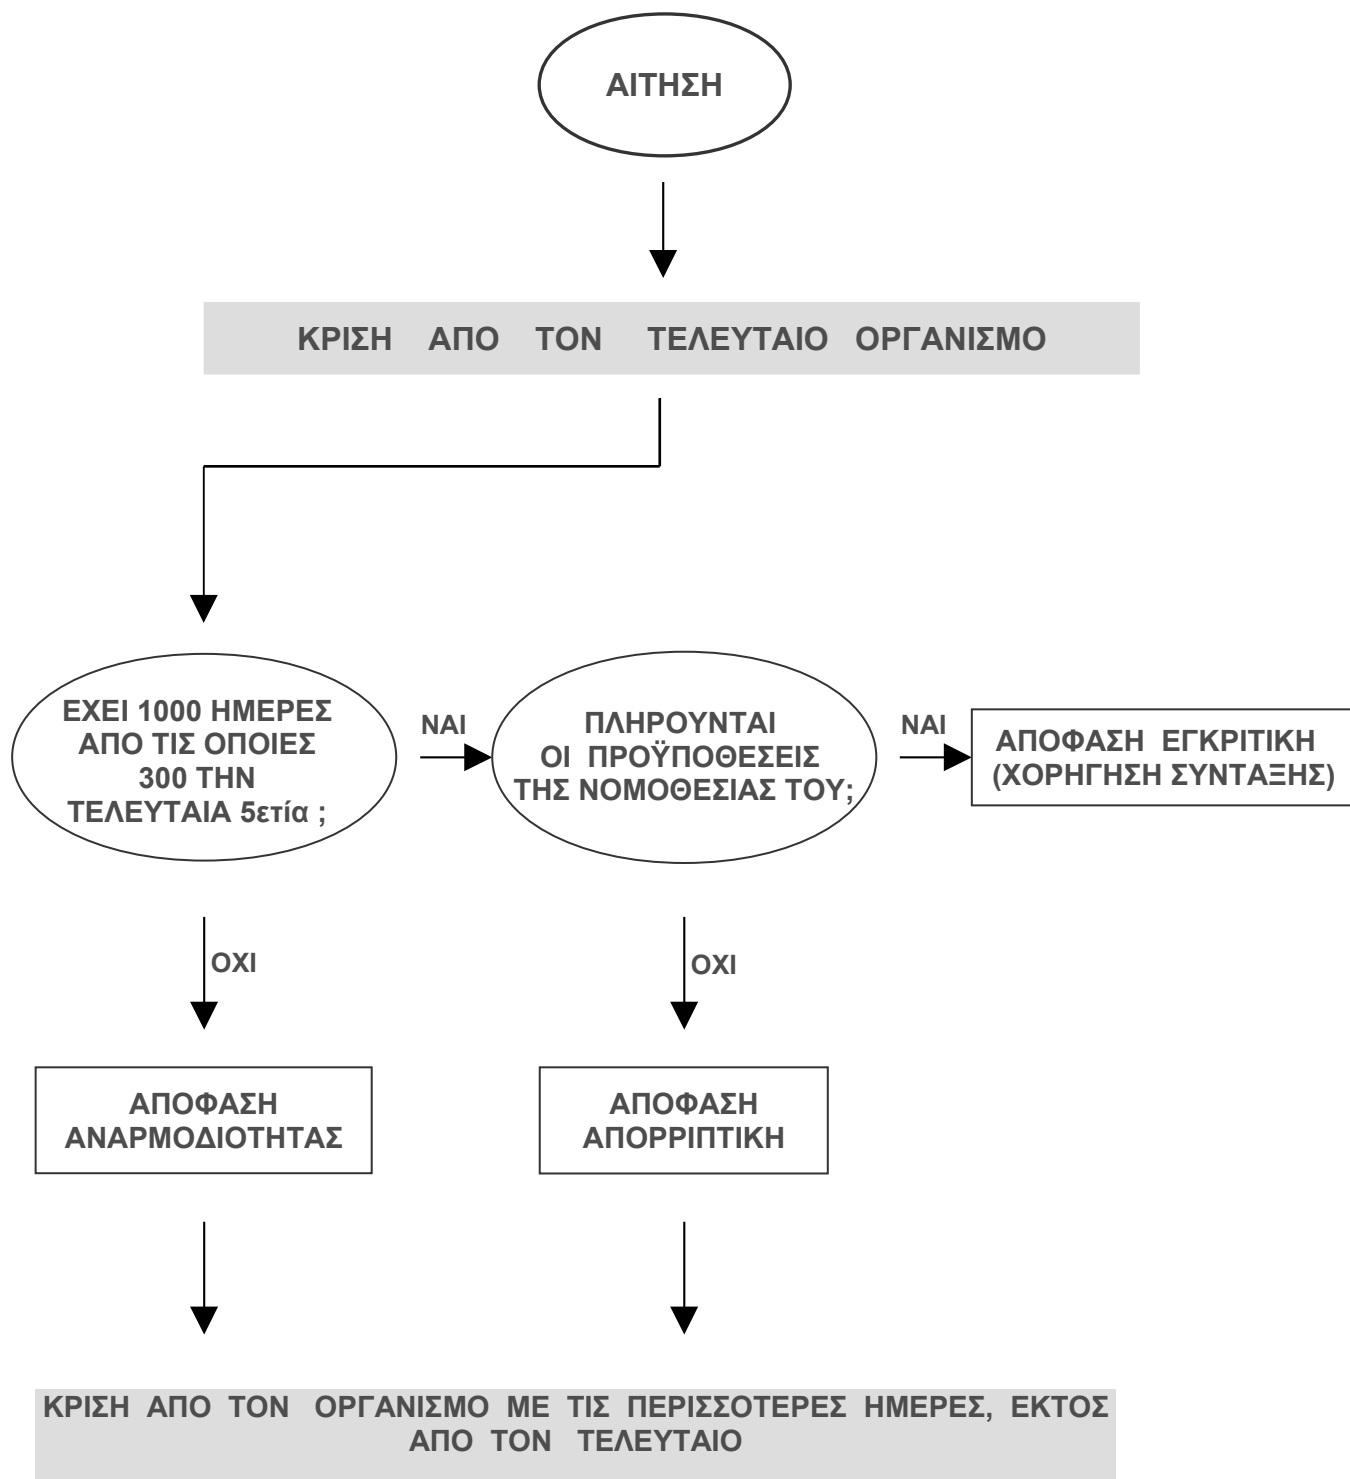 ΑΙΤΗΣΗ
ΚΡΙΣΗ ΑΠΟ ΤΟΝ ΤΕΛΕΥΤΑΙΟ ΟΡΓΑΝΙΣΜΟ
ΕΧΕΙ 1000 ΗΜΕΡΕΣ
ΑΠΟ ΤΙΣ ΟΠΟΙΕΣ
300 ΤΗΝ
ΤΕΛΕΥΤΑΙΑ 5ετία ;
ΝΑΙ
ΠΛΗΡΟΥΝΤΑΙ
ΟΙ ΠΡΟΫΠΟΘΕΣΕΙΣ
ΤΗΣ ΝΟΜΟΘΕΣΙΑΣ ΤΟΥ;
ΝΑΙ
ΑΠΟΦΑΣΗ ΕΓΚΡΙΤΙΚΗ
(ΧΟΡΗΓΗΣΗ ΣΥΝΤΑΞΗΣ)
ΟΧΙ
ΟΧΙ
ΑΠΟΦΑΣΗ
ΑΝΑΡΜΟΔΙΟΤΗΤΑΣ
ΑΠΟΦΑΣΗ
ΑΠΟΡΡΙΠΤΙΚΗ
ΚΡΙΣΗ ΑΠΟ ΤΟΝ ΟΡΓΑΝΙΣΜΟ ΜΕ ΤΙΣ ΠΕΡΙΣΣΟΤΕΡΕΣ ΗΜΕΡΕΣ, ΕΚΤΟΣ
ΑΠΟ ΤΟΝ ΤΕΛΕΥΤΑΙΟ